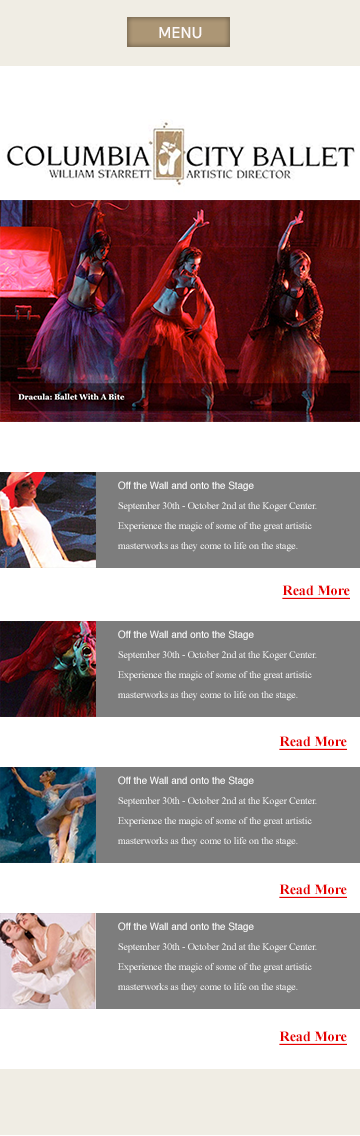 MENU
COLUMBIA CITY BALLET
WILLIAM STARRETT ARTISTIC DIRECTOR
Dracula: Ballet With A Bite
Off the Wall and onto the Stage
September 30th - October 2nd at the Koger Center.
Experience the magic of some of the great artistic
masterworks as they come to life on the stage.
Read More
Off the Wall and onto the Stage
September 30th - October 2nd at the Koger Center.
Experience the magic of some of the great artistic
masterworks as they come to life on the stage.
Read More
Off the Wall and onto the Stage
September 30th - October 2nd at the Koger Center.
Experience the magic of some of the great artistic
masterworks as they come to life on the stage.
Read More
Off the Wall and onto the Stage
September 30th - October 2nd at the Koger Center.
Experience the magic of some of the great artistic
masterworks as they come to life on the stage.
Read More